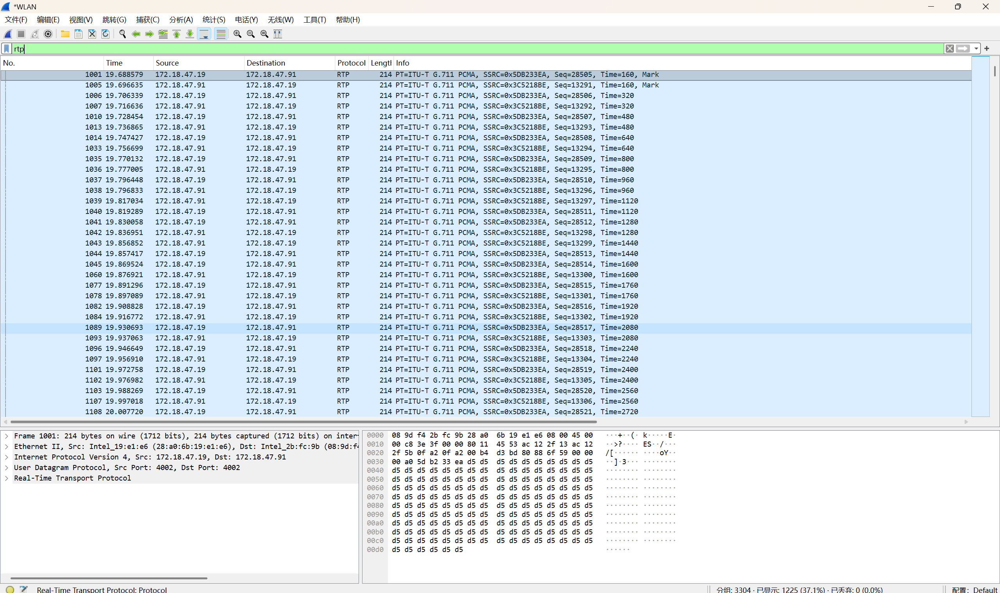 *WLAN
文件(F) 编辑(E) 视图(V) 跳转(G) 捕获(C) 分析(A) 统计(S) 电话(Y) 无线(W) 工具(T) 帮助(H)
rtp
No. Time Source Destination Protocol Lengtl Info
1001 19.688579 172.18.47.19 172.18.47.91 RTP 214 PT=ITU-T G.711 PCMA, SSRC=0x5DB233EA, Seq=28505, Time=160, Mark
1005 19.696635 172.18.47.91 172.18.47.19 RTP 214 PT=ITU-T G.711 PCMA, SSRC=0x3C5218BE, Seq=13291, Time=160, Mark
1006 19.706339 172.18.47.19 172.18.47.91 RTP 214 PT=ITU-T G.711 PCMA, SSRC=0x5DB233EA, Seq=28506, Time=320
1007 19.716636 172.18.47.91 172.18.47.19 RTP 214 PT=ITU-T G.711 PCMA, SSRC=0x3C5218BE, Seq=13292, Time=320
1010 19.728454 172.18.47.19 172.18.47.91 RTP 214 PT=ITU-T G.711 PCMA, SSRC=0x5DB233EA, Seq=28507, Time=480
1013 19.736865 172.18.47.91 172.18.47.19 RTP 214 PT=ITU-T G.711 PCMA, SSRC=0x3C5218BE, Seq=13293, Time=480
1014 19.747427 172.18.47.19 172.18.47.91 RTP 214 PT=ITU-T G.711 PCMA, SSRC=0x5DB233EA, Seq=28508, Time=640
1033 19.756699 172.18.47.91 172.18.47.19 RTP 214 PT=ITU-T G.711 PCMA, SSRC=0x3C5218BE, Seq=13294, Time=640
1035 19.770132 172.18.47.19 172.18.47.91 RTP 214 PT=ITU-T G.711 PCMA, SSRC=0x5DB233EA, Seq=28509, Time=800
1036 19.777005 172.18.47.91 172.18.47.19 RTP 214 PT=ITU-T G.711 PCMA, SSRC=0x3C5218BE, Seq=13295, Time=800
1037 19.796448 172.18.47.19 172.18.47.91 RTP 214 PT=ITU-T G.711 PCMA, SSRC=0x5DB233EA, Seq=28510, Time=960
1038 19.796833 172.18.47.91 172.18.47.19 RTP 214 PT=ITU-T G.711 PCMA, SSRC=0x3C5218BE, Seq=13296, Time=960
1039 19.817034 172.18.47.91 172.18.47.19 RTP 214 PT=ITU-T G.711 PCMA, SSRC=0x3C5218BE, Seq=13297, Time=1120
1040 19.819289 172.18.47.19 172.18.47.91 RTP 214 PT=ITU-T G.711 PCMA, SSRC=0x5DB233EA, Seq=28511, Time=1120
1041 19.830058 172.18.47.19 172.18.47.91 RTP 214 PT=ITU-T G.711 PCMA, SSRC=0x5DB233EA, Seq=28512, Time=1280
1042 19.836951 172.18.47.91 172.18.47.19 RTP 214 PT=ITU-T G.711 PCMA, SSRC=0x3C5218BE, Seq=13298, Time=1280
1043 19.856852 172.18.47.91 172.18.47.19 RTP 214 PT=ITU-T G.711 PCMA, SSRC=0x3C5218BE, Seq=13299, Time=1440
1044 19.857417 172.18.47.19 172.18.47.91 RTP 214 PT=ITU-T G.711 PCMA, SSRC=0x5DB233EA, Seq=28513, Time=1440
1045 19.869524 172.18.47.19 172.18.47.91 RTP 214 PT=ITU-T G.711 PCMA, SSRC=0x5DB233EA, Seq=28514, Time=1600
1060 19.876921 172.18.47.91 172.18.47.19 RTP 214 PT=ITU-T G.711 PCMA, SSRC=0x3C5218BE, Seq=13300, Time=1600
1077 19.891296 172.18.47.19 172.18.47.91 RTP 214 PT=ITU-T G.711 PCMA, SSRC=0x5DB233EA, Seq=28515, Time=1760
1078 19.897089 172.18.47.91 172.18.47.19 RTP 214 PT=ITU-T G.711 PCMA, SSRC=0x3C5218BE, Seq=13301, Time=1760
1082 19.908828 172.18.47.19 172.18.47.91 RTP 214 PT=ITU-T G.711 PCMA, SSRC=0x5DB233EA, Seq=28516, Time=1920
1084 19.916772 172.18.47.91 172.18.47.19 RTP 214 PT=ITU-T G.711 PCMA, SSRC=0x3C5218BE, Seq=13302, Time=1920
1089 19.930693 172.18.47.19 172.18.47.91 RTP 214 PT=ITU-T G.711 PCMA, SSRC=0x5DB233EA, Seq=28517, Time=2080
1093 19.937063 172.18.47.91 172.18.47.19 RTP 214 PT=ITU-T G.711 PCMA, SSRC=0x3C5218BE, Seq=13303, Time=2080
1096 19.946649 172.18.47.19 172.18.47.91 RTP 214 PT=ITU-T G.711 PCMA, SSRC=0x5DB233EA, Seq=28518, Time=2240
1097 19.956910 172.18.47.91 172.18.47.19 RTP 214 PT=ITU-T G.711 PCMA, SSRC=0x3C5218BE, Seq=13304, Time=2240
1101 19.972758 172.18.47.19 172.18.47.91 RTP 214 PT=ITU-T G.711 PCMA, SSRC=0x5DB233EA, Seq=28519, Time=2400
1102 19.976982 172.18.47.91 172.18.47.19 RTP 214 PT=ITU-T G.711 PCMA, SSRC=0x3C5218BE, Seq=13305, Time=2400
1103 19.988269 172.18.47.19 172.18.47.91 RTP 214 PT=ITU-T G.711 PCMA, SSRC=0x5DB233EA, Seq=28520, Time=2560
1107 19.997018 172.18.47.91 172.18.47.19 RTP 214 PT=ITU-T G.711 PCMA, SSRC=0x3C5218BE, Seq=13306, Time=2560
1108 20.007720 172.18.47.19 172.18.47.91 RTP 214 PT=ITU-T G.711 PCMA, SSRC=0x5DB233EA, Seq=28521, Time=2720
Frame 1001: 214 bytes on wire (1712 bits), 214 bytes captured (1712 bits) on inter
Ethernet II, Src: Intel_19:e1:e6 (28:a0:6b:19:e1:e6), Dst: Intel_2b:fc:9b (08:9d:f4
Internet Protocol Version 4, Src: 172.18.47.19, Dst: 172.18.47.91
User Datagram Protocol, Src Port: 4002, Dst Port: 4002
Real-Time Transport Protocol
0000 08 9d f4 2b fc 9b 28 a0 6b 19 e1 e6 08 00 45 00 ···+··(· k·····E·
0010 00 c8 3e 3f 00 00 80 11 45 53 ac 12 2f 13 ac 12 ··>?···· ES··/···
0020 2f 5b 0f a2 0f a2 00 b4 d3 bd 80 88 6f 59 00 00 /[······ ····oY··
0030 00 a0 5d b2 33 ea d5 d5 d5 d5 d5 d5 d5 d5 d5 d5 ··]·3··· ········
0040 d5 d5 d5 d5 d5 d5 d5 d5 d5 d5 d5 d5 d5 d5 d5 d5 ········ ········
0050 d5 d5 d5 d5 d5 d5 d5 d5 d5 d5 d5 d5 d5 d5 d5 d5 ········ ········
0060 d5 d5 d5 d5 d5 d5 d5 d5 d5 d5 d5 d5 d5 d5 d5 d5 ········ ········
0070 d5 d5 d5 d5 d5 d5 d5 d5 d5 d5 d5 d5 d5 d5 d5 d5 ········ ········
0080 d5 d5 d5 d5 d5 d5 d5 d5 d5 d5 d5 d5 d5 d5 d5 d5 ········ ········
0090 d5 d5 d5 d5 d5 d5 d5 d5 d5 d5 d5 d5 d5 d5 d5 d5 ········ ········
00a0 d5 d5 d5 d5 d5 d5 d5 d5 d5 d5 d5 d5 d5 d5 d5 d5 ········ ········
00b0 d5 d5 d5 d5 d5 d5 d5 d5 d5 d5 d5 d5 d5 d5 d5 d5 ········ ········
00c0 d5 d5 d5 d5 d5 d5 d5 d5 d5 d5 d5 d5 d5 d5 d5 d5 ········ ········
00d0 d5 d5 d5 d5 d5 d5 ······
Real-Time Transport Protocol: Protocol 分组: 3304 · 已显示: 1225 (37.1%) · 已丢弃: 0 (0.0%) 配置: Default